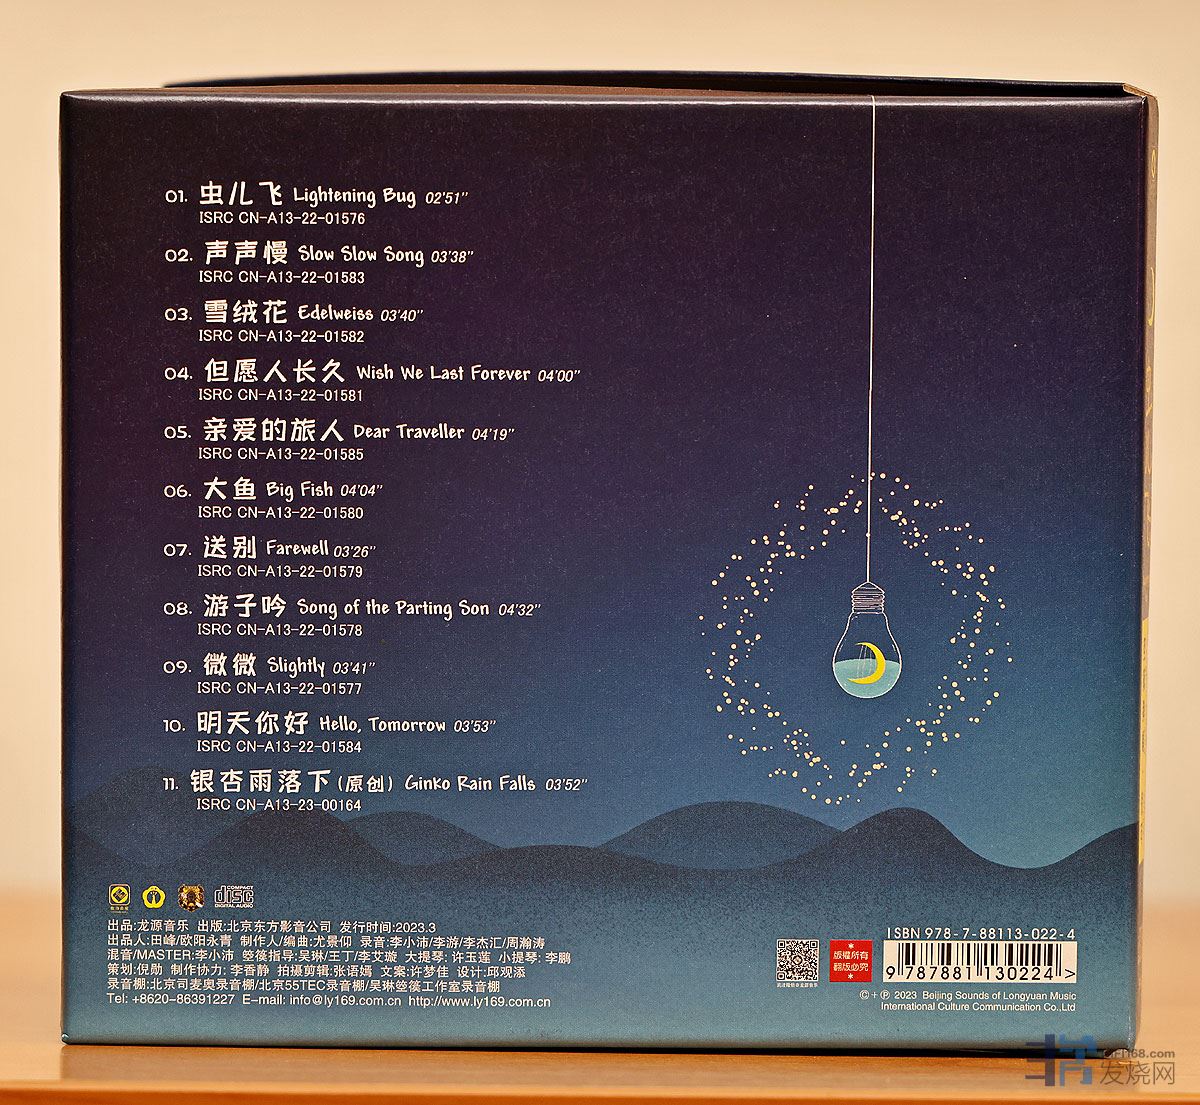 01. 虫儿飞 Lightening Bug 02'51"
ISRC CN-A13-22-01576
02. 声声慢 Slow Slow Song 03'38"
ISRC CN-A13-22-01583
03. 雪绒花 Edelweiss 03'40"
ISRC CN-A13-22-01582
04. 但愿人长久 Wish We Last Forever 04'00"
ISRC CN-A13-22-01581
05. 亲爱的旅人 Dear Traveller 04'19"
ISRC CN-A13-22-01585
06. 大鱼 Big Fish 04'04"
ISRC CN-A13-22-01580
07. 送别 Farewell 03'26"
ISRC CN-A13-22-01579
08. 游子吟 Song of the Parting Son 04'32"
ISRC CN-A13-22-01578
09. 微微 Slightly 03'41"
ISRC CN-A13-22-01577
10. 明天你好 Hello, Tomorrow 03'53"
ISRC CN-A13-22-01584
11. 银杏雨落下(原创) Ginko Rain Falls 03'52"
ISRC CN-A13-23-00164
COMPACT
disc
DIGITAL AUDIO
出品:龙源音乐 出版:北京东方影音公司 发行时间:2023.3
出品人:田峰/欧阳永青 制作人/编曲:尤景仰 录音:李小沛/李游/李杰汇/周瀚涛
混音/MASTER:李小沛 箜篌指导:吴琳/王丁/李艾璇 大提琴:许玉莲 小提琴:李鹏
策划:倪勋 制作协力:李香静 拍摄剪辑:张语嫣 文案:许梦佳 设计:邱观添
录音棚:北京司麦奥录音棚/北京55TEC录音棚/吴琳箜篌工作室录音棚
Tel: +8620-86391227 E-mail: info@ly169.com.cn http://www.ly169.com.cn
版權所有
翻版必究
ISBN 978-7-88113-022-4
9 787881 130224 >
©+℗ 2023 Beijing Sounds of Longyuan Music
International Culture Communication Co.,Ltd
HIFI168.com
发烧网